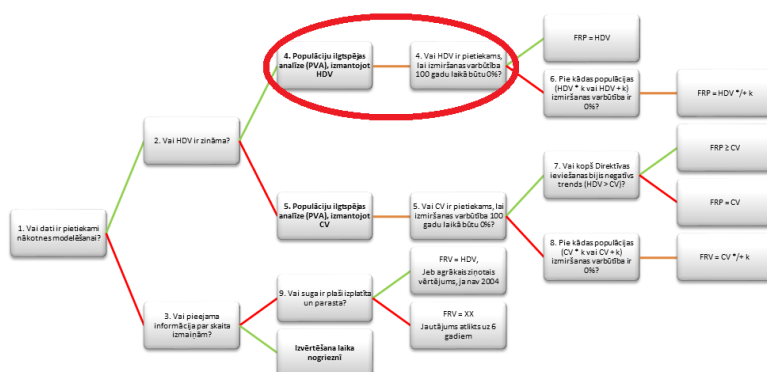 4. Populāciju ilgtspējas
analīze (PVA), izmantojot
HDV
4. Vai HDV ir pietiekams,
lai izmiršanas varbūtība
100 gadu laikā būtu 0%?
FRP = HDV
6. Pie kādas populācijas
(HDV * k vai HDV + k)
izmiršanas varbūtība ir
0%?
FRP = HDV */+ k
2. Vai HDV ir zināma?
5. Populāciju ilgtspējas
analīze (PVA), izmantojot
CV
5. Vai CV ir pietiekams, lai
izmiršanas varbūtība 100
gadu laikā būtu 0%?
7. Vai kopš Direktīvas
ieviešanas bijis negatīvs
trends (HDV > CV)?
FRP ≥ CV
FRP = CV
8. Pie kādas populācijas
(CV * k vai CV + k)
izmiršanas varbūtība ir
0%?
FRV = CV */+ k
1. Vai dati ir pietiekami
nākotnes modelēšanai?
3. Vai pieejama
informācija par skaita
izmaiņām?
9. Vai suga ir plaši izplatīta
un parasta?
FRV = HDV,
Jeb agrākais ziņotais
vērtējums, ja nav 2004
FRV = XX
Jautājums atlikts uz 6
gadiem
Izvērtēšana laika
nogrieznī